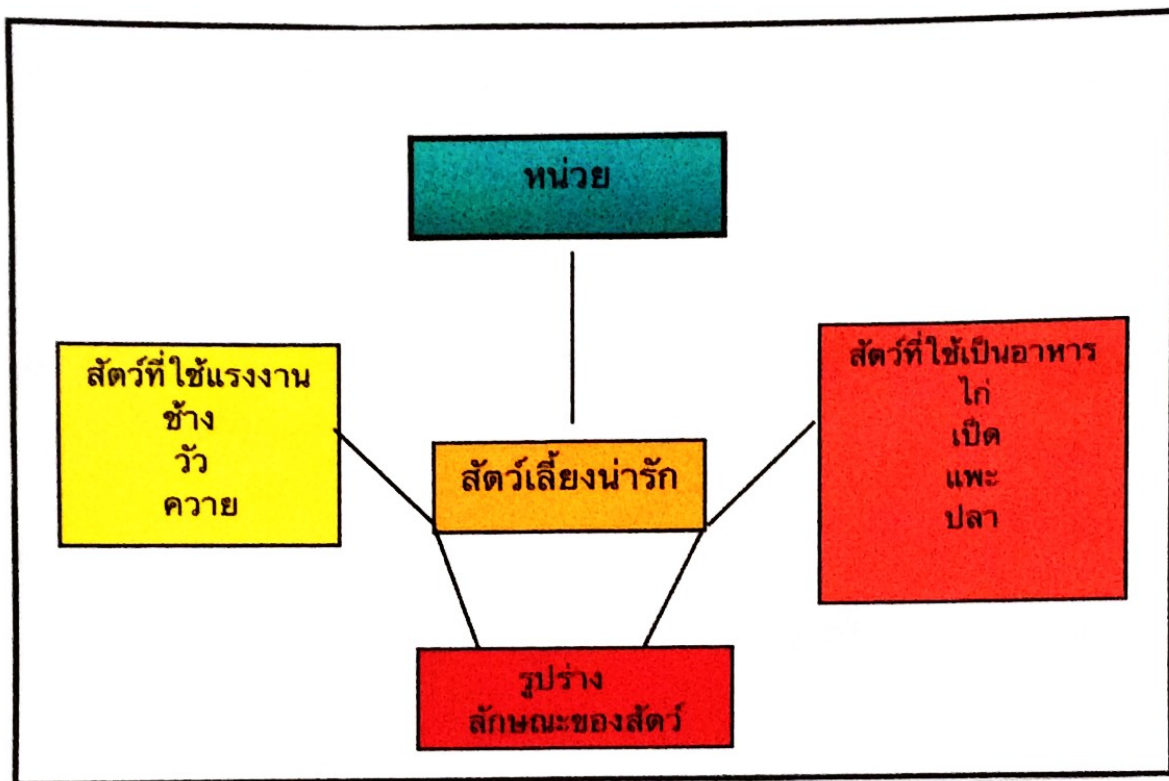 หน่วย
สัตว์ที่ใช้แรงงาน
ช้าง
วัว
ควาย
สัตว์เลี้ยงน่ารัก
สัตว์ที่ใช้เป็นอาหาร
ไก่
เป็ด
แพะ
ปลา
รูปร่าง
ลักษณะของสัตว์